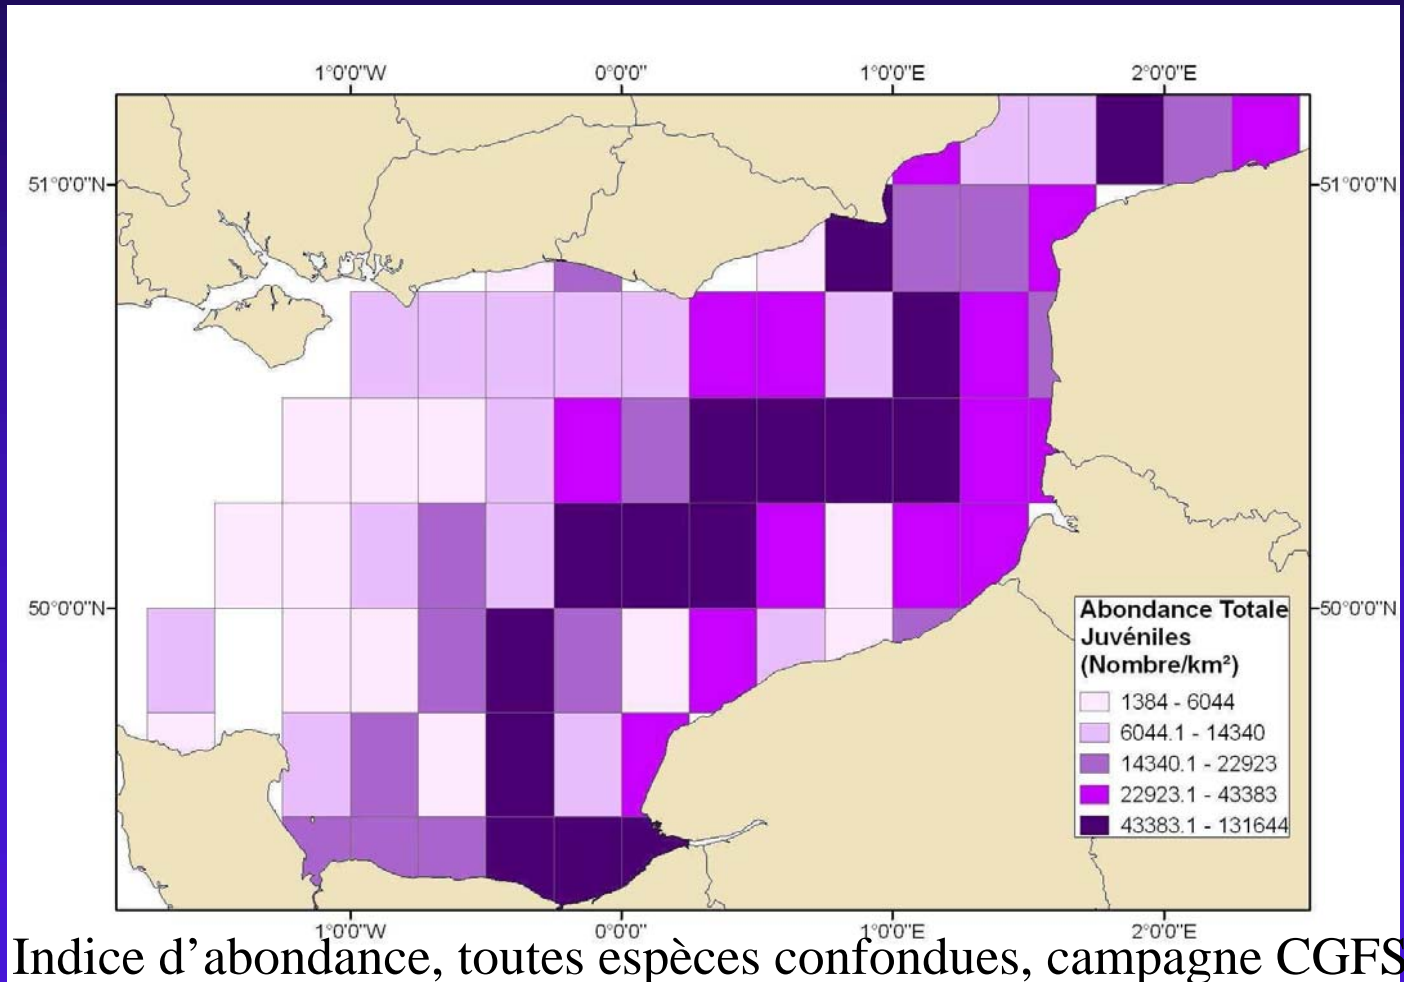 1°0'0"W 0°0'0" 1°0'0"E 2°0'0"E
51°0'0"N 51°0'0"N
50°0'0"N 50°0'0"N
Abondance Totale
Juvéniles
(Nombre/km²)
1384 - 6044
6044.1 - 14340
14340.1 - 22923
22923.1 - 43383
43383.1 - 131644
1°0'0"W 0°0'0" 1°0'0"E 2°0'0"E
Indice d’abondance, toutes espèces confondues, campagne CGFS